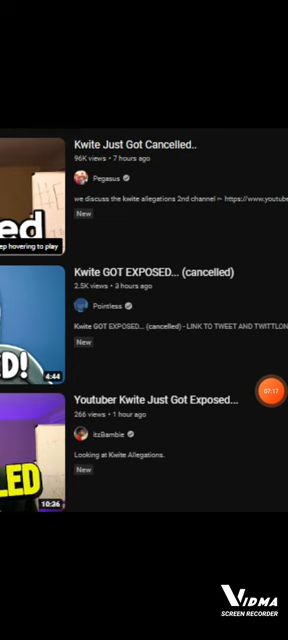 Kwite Just Got Cancelled..
96K views • 7 hours ago
Pegasus
we discuss the kwite allegations 2nd channel ➳ https://www.youtube
ed
ep hovering to play
New
Kwite GOT EXPOSED... (cancelled)
2.5K views • 3 hours ago
Pointless
Kwite GOT EXPOSED... (cancelled) - LINK TO TWEET AND TWITTLON
New
D!
4:44
Youtuber Kwite Just Got Exposed...
266 views • 1 hour ago
07:17
itzBambie
Looking at Kwite Allegations.
New
LED
10:26
VIDMA
SCREEN RECORDER